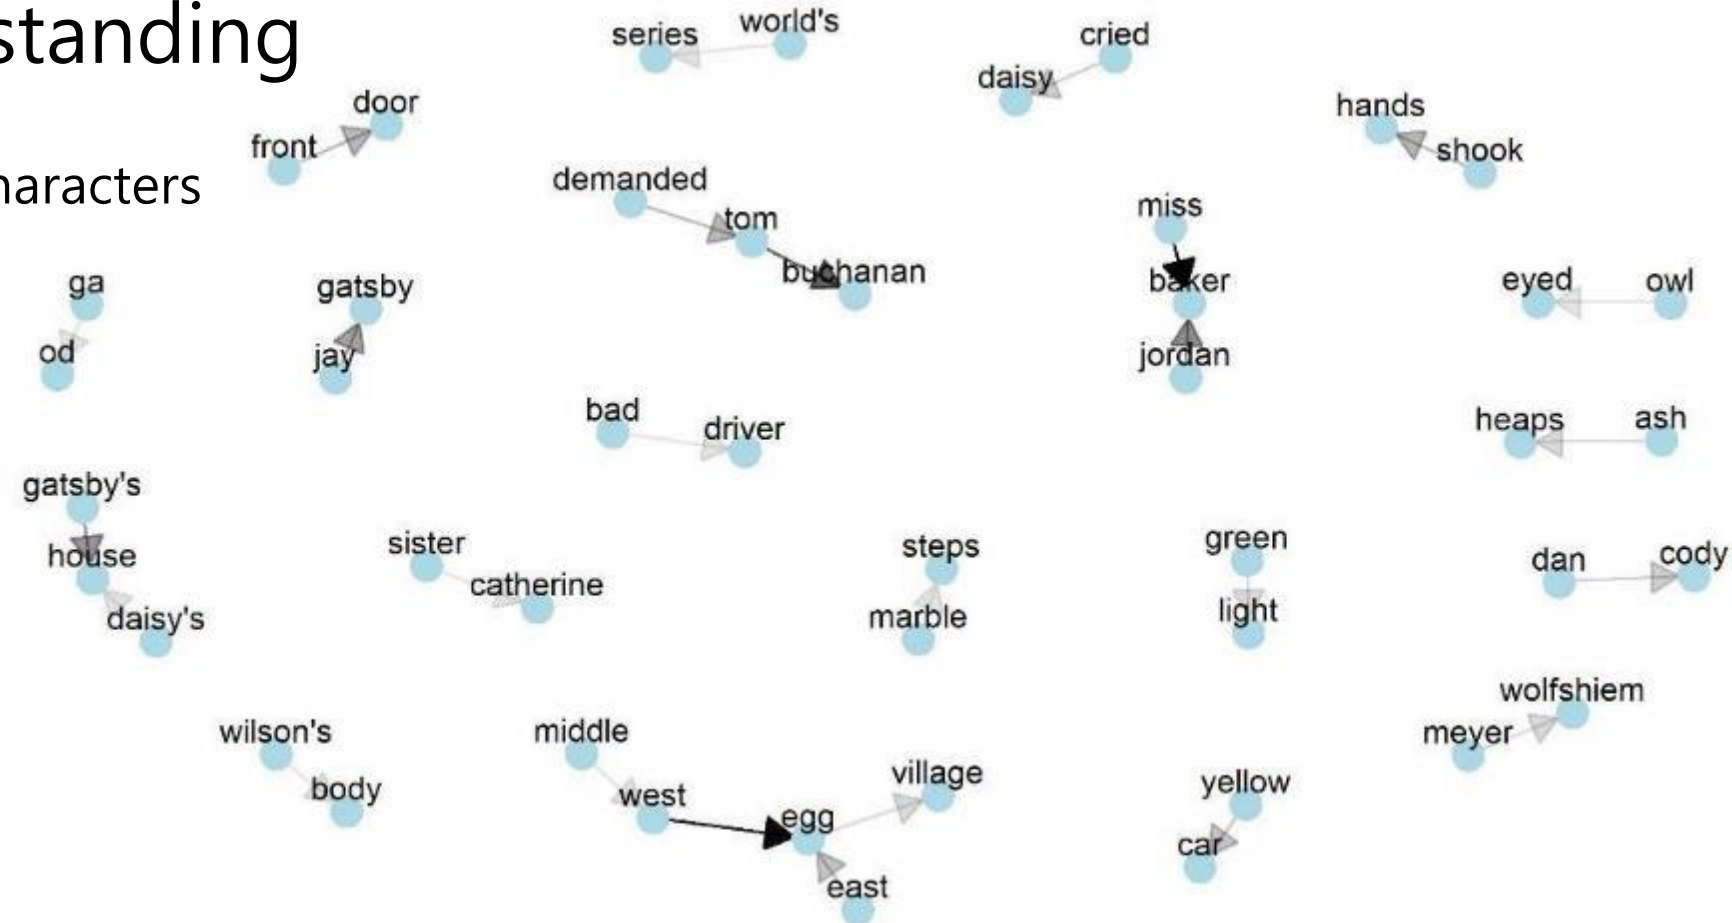 standing
haracters
series
world's
cried
daisy
door
front
hands
shook
demanded
tom
buchanan
miss
baker
jordan
ga
od
gatsby
jay
eyed
owl
bad
driver
heaps
ash
gatsby's
house
daisy's
sister
catherine
steps
marble
green
light
dan
cody
wolfshiem
meyer
wilson's
body
middle
west
egg
village
east
yellow
car